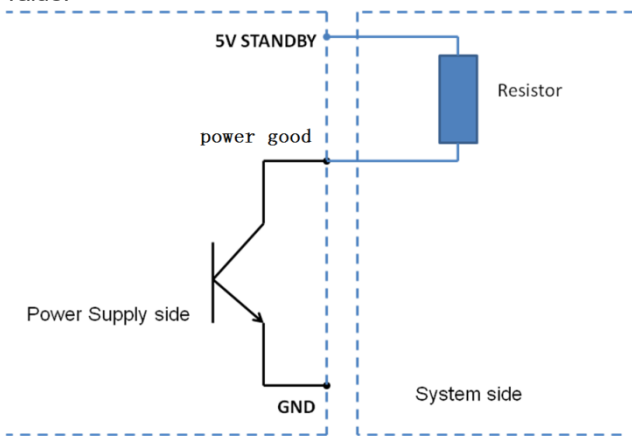 5V STANDBY
Resistor
power good
Power Supply side
System side
GND